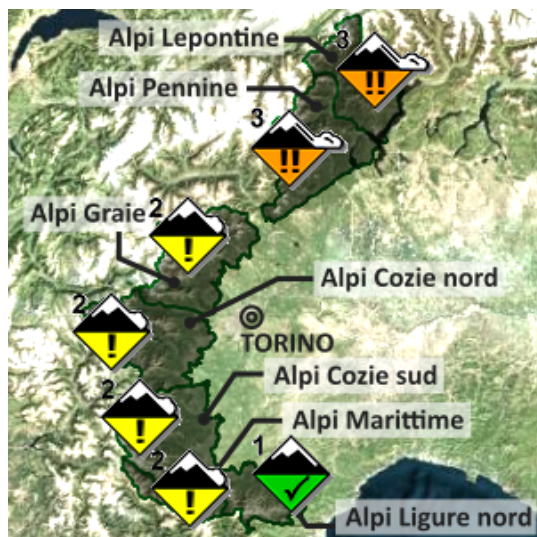 Alpi Lepontine
3
!!
Alpi Pennine
3
!!
Alpi Graie
2
!
Alpi Cozie nord
2
!
TORINO
Alpi Cozie sud
2
!
Alpi Marittime
2
!
1
Alpi Ligure nord